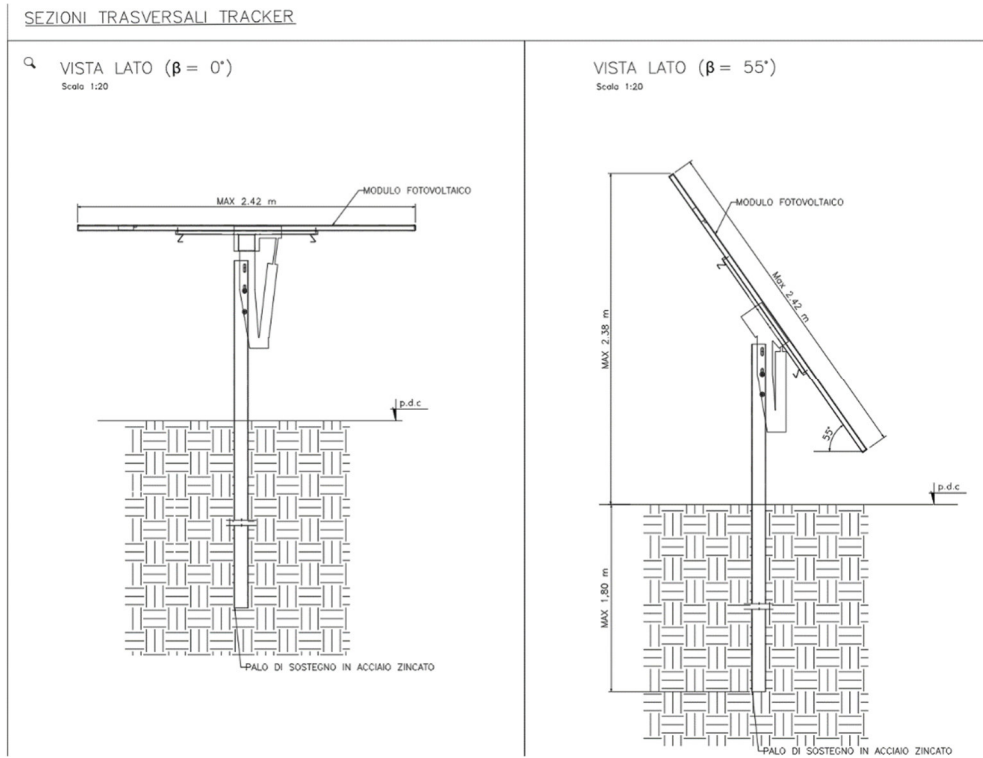 SEZIONI TRASVERSALI TRACKER
VISTA LATO (β = 0°)
Scala 1:20
MAX 2.42 m
MODULO FOTOVOLTAICO
p.d.c
PALO DI SOSTEGNO IN ACCIAIO ZINCATO
VISTA LATO (β = 55°)
Scala 1:20
MODULO FOTOVOLTAICO
Max 2.42 m
MAX 2.38 m
55°
p.d.c
MAX 1.80 m
PALO DI SOSTEGNO IN ACCIAIO ZINCATO